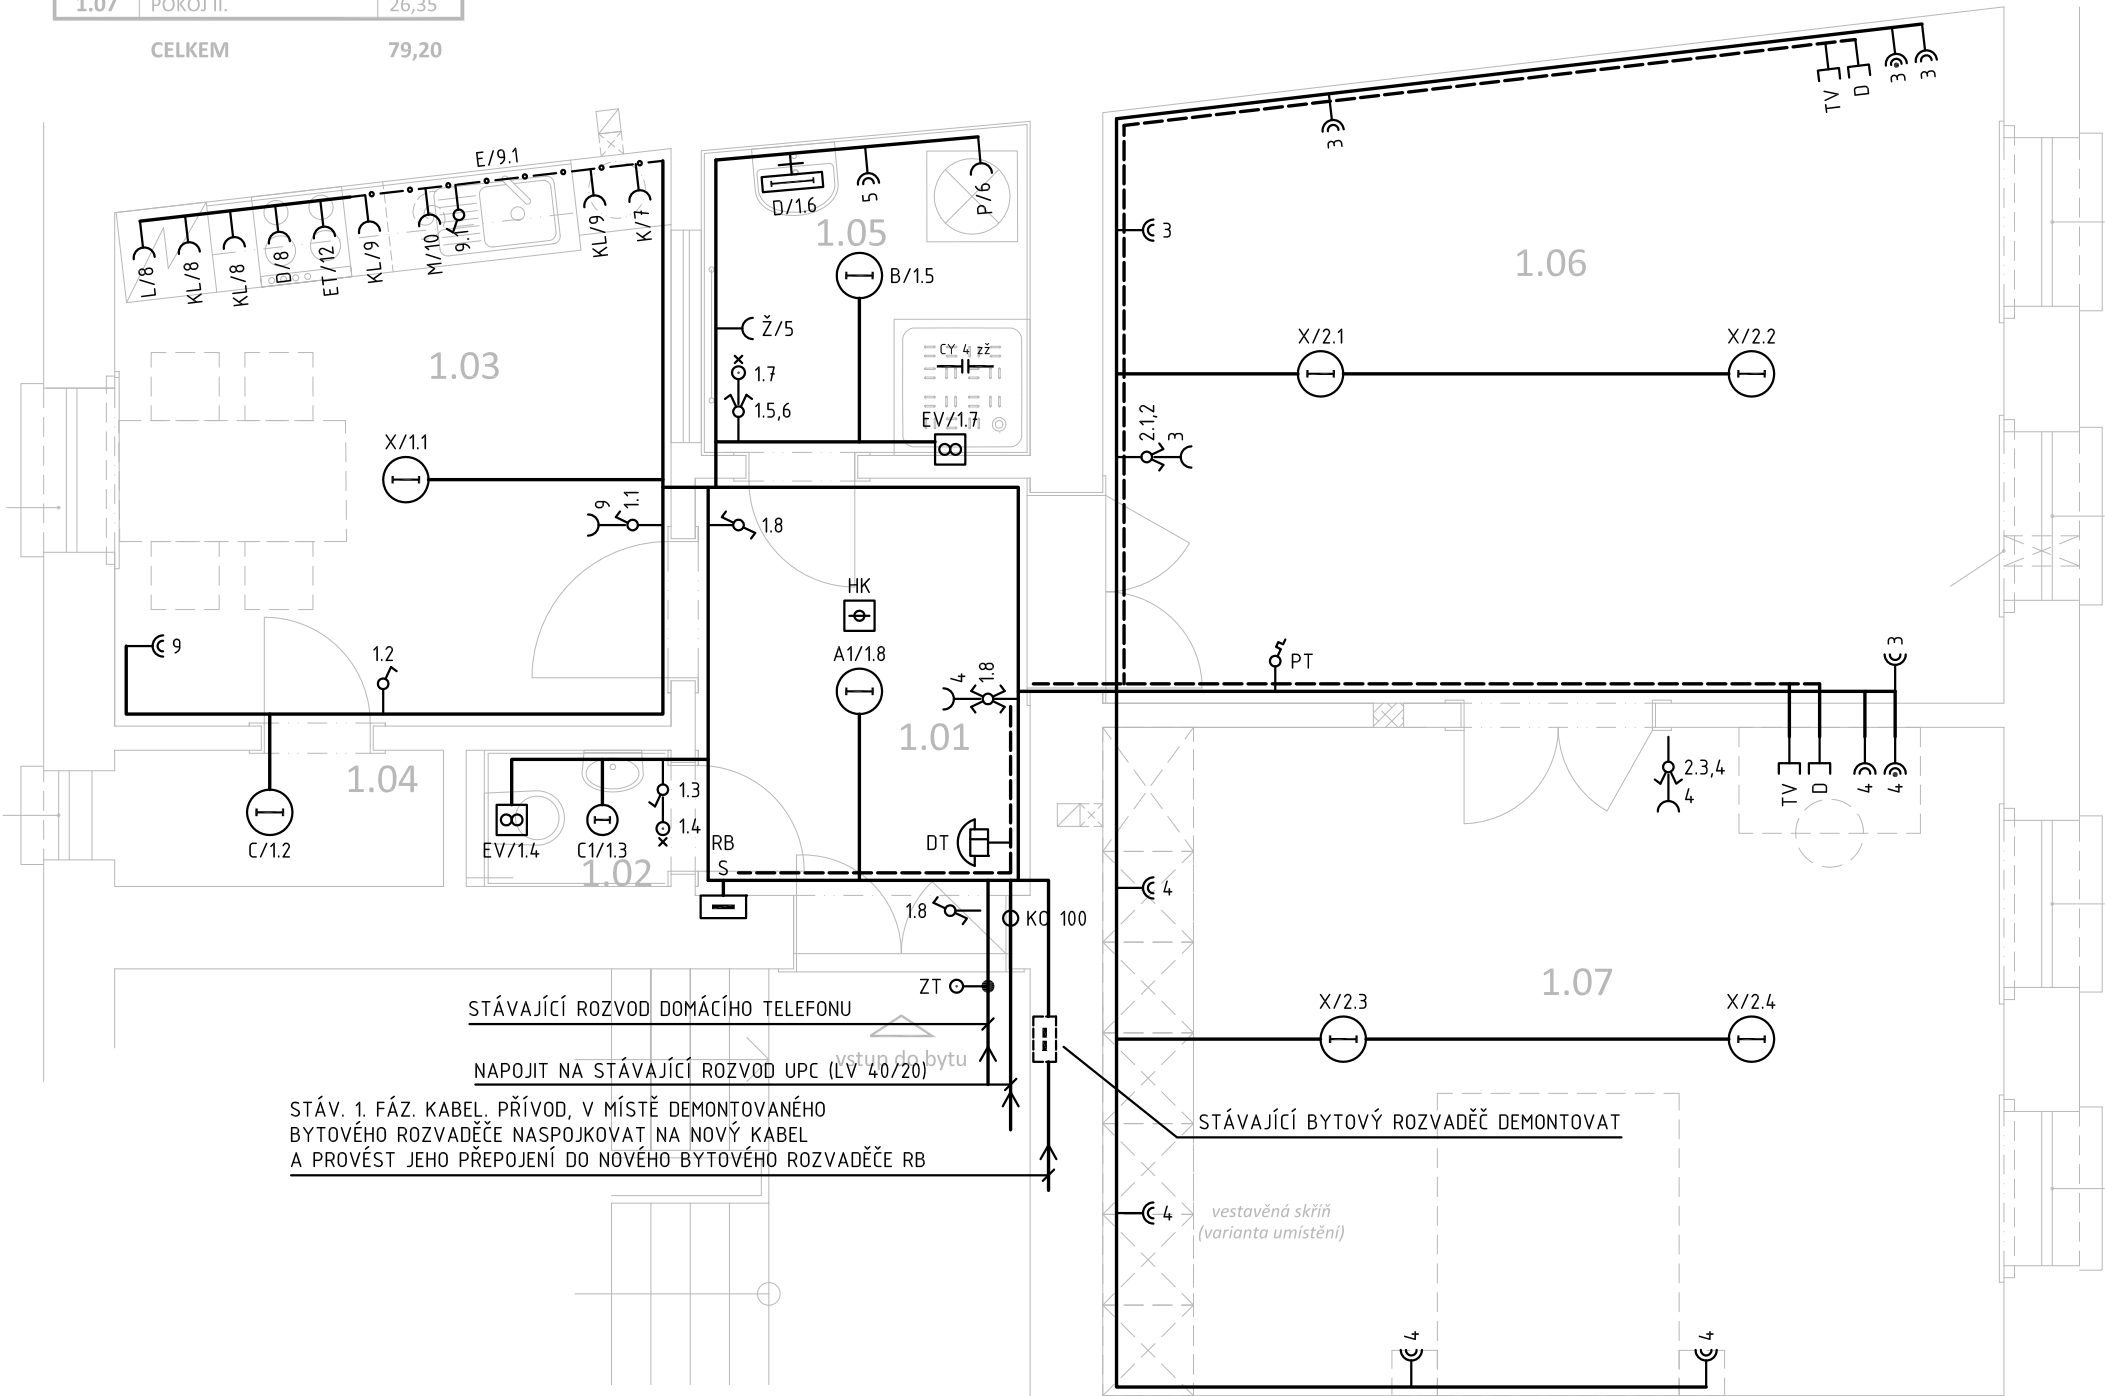 1.07 POKOJ II. 26,35
CELKEM 79,20
E/9.1
L/8
KL/8
KL/8
D/8
ET/12
KL/9
M/10
9.1
KL/9
K/7
1.03
X/1.1
9
1.1
9
1.2
C/1.2
1.04
D/1.6
5
P/6
1.05
B/1.5
Ž/5
1.7
1.5,6
CY 4 zž
EV/1.7
1.8
HK
A1/1.8
4
1.8
1.01
DT
RB
S
EV/1.4
C1/1.3
1.02
1.3
1.4
1.8
KO 100
ZT
TV
D
3
3
3
3
1.06
X/2.1
X/2.2
2.1,2
3
PT
3
2.3,4
4
TV
D
4
4
4
1.07
X/2.3
X/2.4
4
4
4
vestavěná skříň
(varianta umístění)
vstup do bytu
STÁVAJÍCÍ ROZVOD DOMÁCÍHO TELEFONU
NAPOJIT NA STÁVAJÍCÍ ROZVOD UPC (LV 40/20)
STÁV. 1. FÁZ. KABEL. PŘÍVOD, V MÍSTĚ DEMONTOVANÉHO
BYTOVÉHO ROZVADĚČE NASPOJKOVAT NA NOVÝ KABEL
A PROVÉST JEHO PŘEPOJENÍ DO NOVÉHO BYTOVÉHO ROZVADĚČE RB
STÁVAJÍCÍ BYTOVÝ ROZVADĚČ DEMONTOVAT